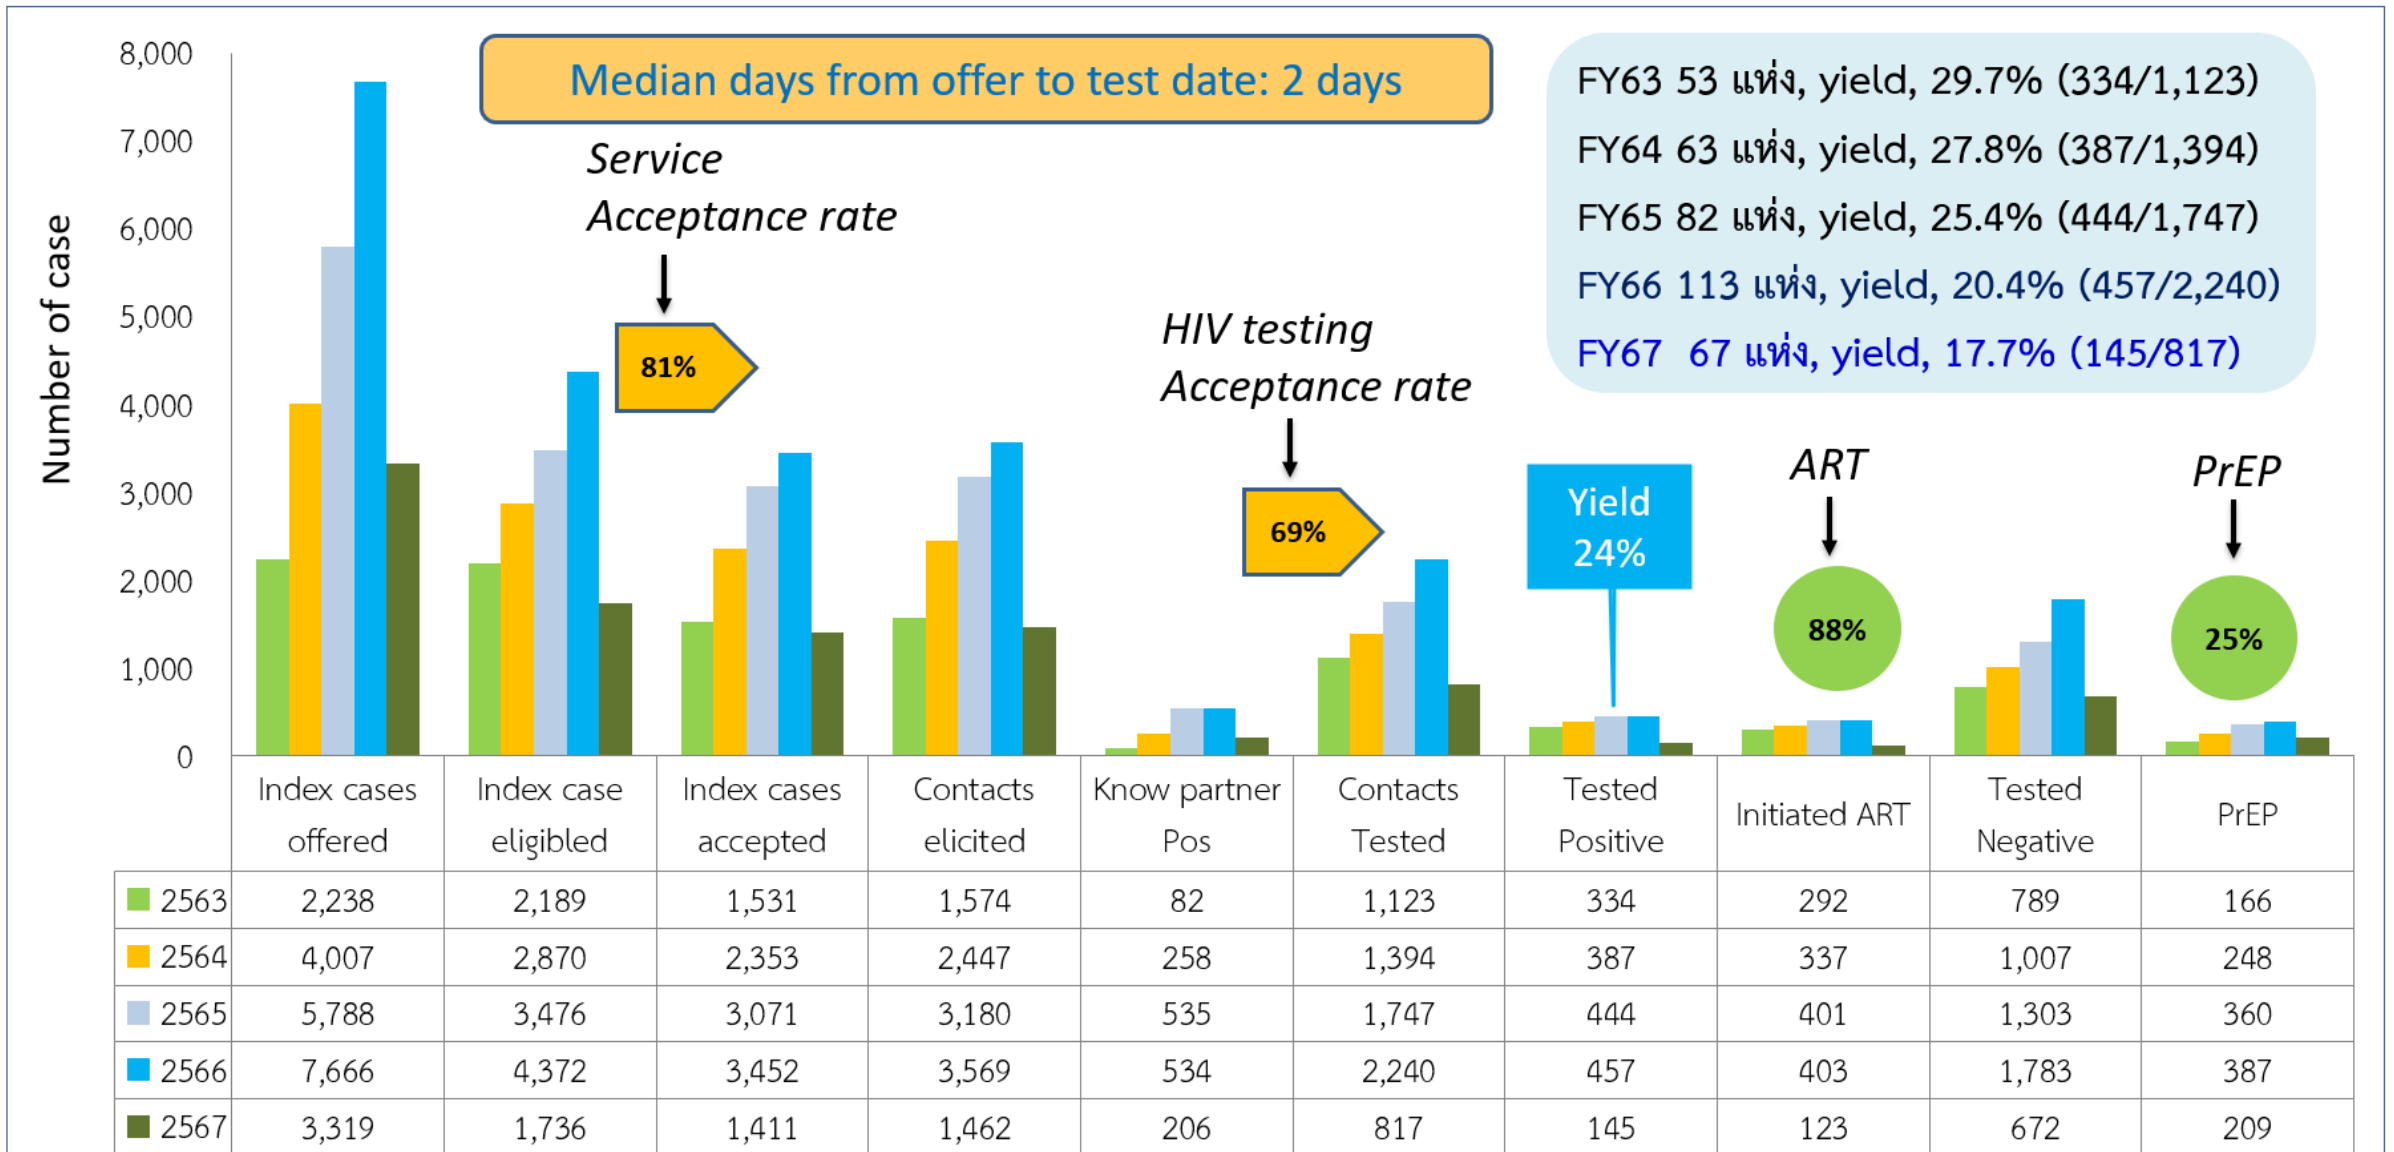 Median days from offer to test date: 2 days
FY63 53 แห่ง, yield, 29.7% (334/1,123)
FY64 63 แห่ง, yield, 27.8% (387/1,394)
FY65 82 แห่ง, yield, 25.4% (444/1,747)
FY66 113 แห่ง, yield, 20.4% (457/2,240)
FY67 67 แห่ง, yield, 17.7% (145/817)
Number of case
8,000
7,000
6,000
5,000
4,000
3,000
2,000
1,000
0
Service
Acceptance rate
81%
HIV testing
Acceptance rate
69%
Yield
24%
ART
88%
PrEP
25%
Index cases offered Index case eligibled Index cases accepted Contacts elicited Know partner Pos Contacts Tested Tested Positive Initiated ART Tested Negative PrEP
2563 2,238 2,189 1,531 1,574 82 1,123 334 292 789 166
2564 4,007 2,870 2,353 2,447 258 1,394 387 337 1,007 248
2565 5,788 3,476 3,071 3,180 535 1,747 444 401 1,303 360
2566 7,666 4,372 3,452 3,569 534 2,240 457 403 1,783 387
2567 3,319 1,736 1,411 1,462 206 817 145 123 672 209